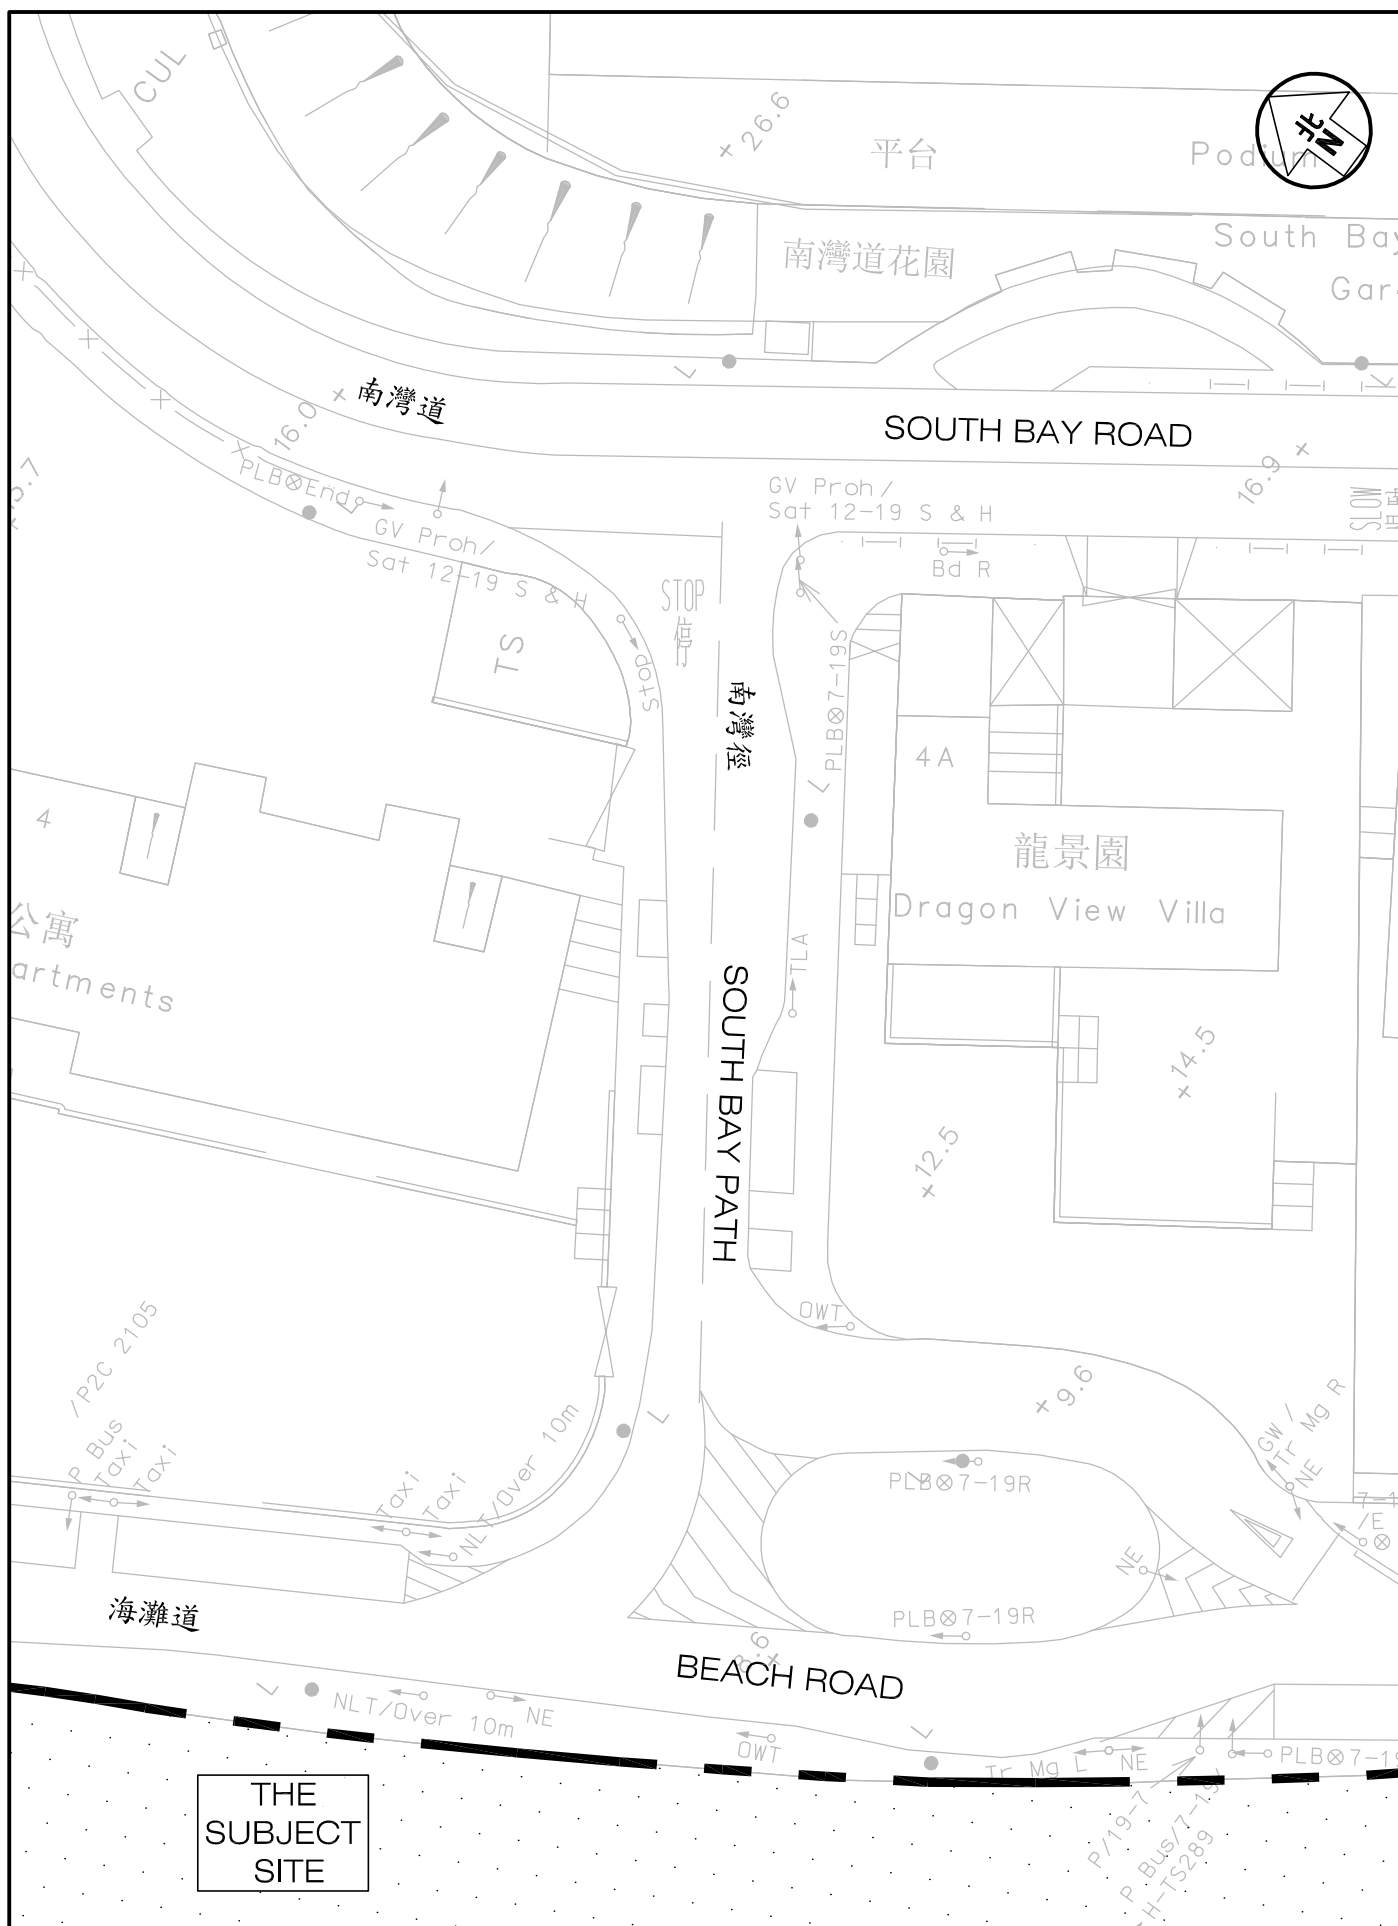 CUL
26.6
平台
Podium
北
N
南灣道花園
South Bay
16.0
南灣道
SOUTH BAY ROAD
16.9
PLB⊗End
L
GV Proh/
Sat 12-19 S & H
GV Proh/
Sat 12-19 S & H
SLOW
Bd R
STOP
停
TS
Stop
PLB⊗7-19S
南灣徑
L
4A
4
龍景園
Dragon View Villa
公寓
artments
TLA
SOUTH BAY PATH
14.5
12.5
OWT
/P2C 2105
P Bus
Taxi
Taxi
Taxi
Taxi
NLT/Over 10m
L
9.6
GW /
Tr Mg R
NE
PLB⊗7-19R
/E ⊗
NE
PLB⊗7-19R
海灘道
8.6
BEACH ROAD
L
NLT/Over 10m
NE
OWT
L
Tr Mg L
NE
PLB⊗7-19
P/19-7
P Bus/7-19/
H-TS289
THE
SUBJECT
SITE